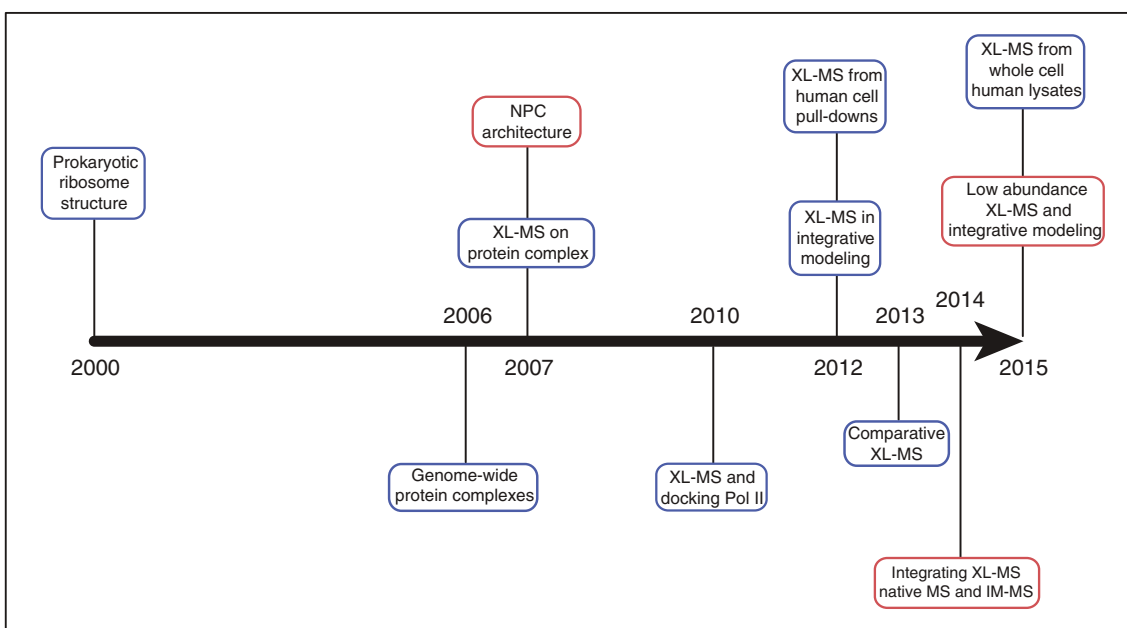 XL-MS from
whole cell
human lysates
XL-MS from
human cell
pull-downs
NPC
architecture
Prokaryotic
ribosome
structure
Low abundance
XL-MS and
integrative modeling
XL-MS in
integrative
modeling
XL-MS on
protein complex
2006
2010
2013
2014
2000
2007
2012
2015
Comparative
XL-MS
Genome-wide
protein complexes
XL-MS and
docking Pol II
Integrating XL-MS
native MS and IM-MS